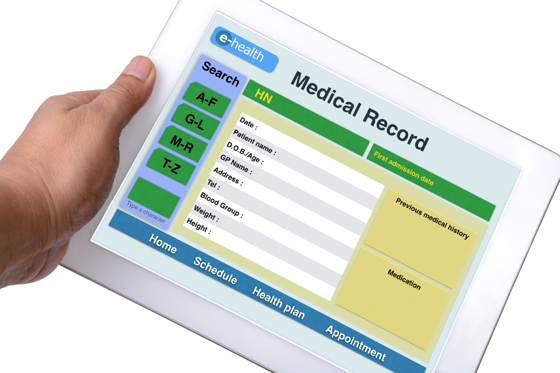 e-health
Medical Record
Search
A-F
G-L
M-R
T-Z
Type a character
HN
First admission date
Date :
Patient name :
D.O.B./Age :
GP Name :
Address :
Tel :
Blood Group :
Weight :
Height :
Previous medical history
Medication
Home
Schedule
Health plan
Appointment